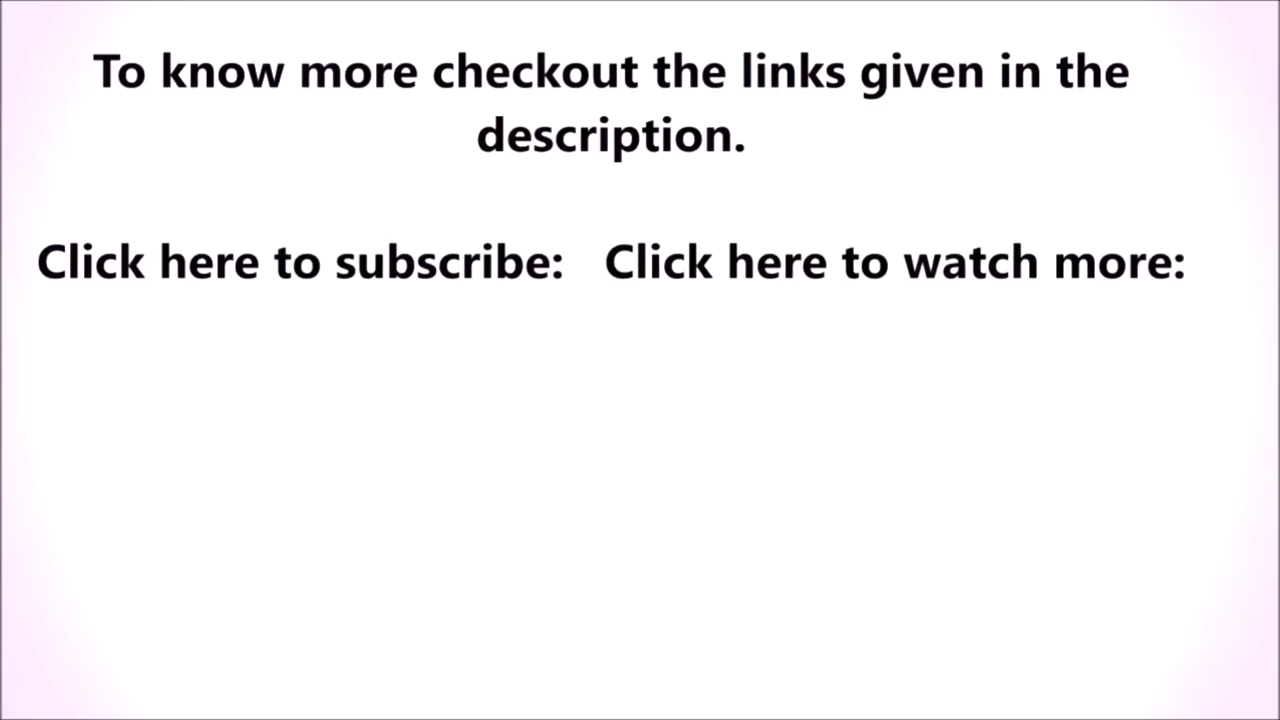 To know more checkout the links given in the
description.
Click here to subscribe: Click here to watch more: